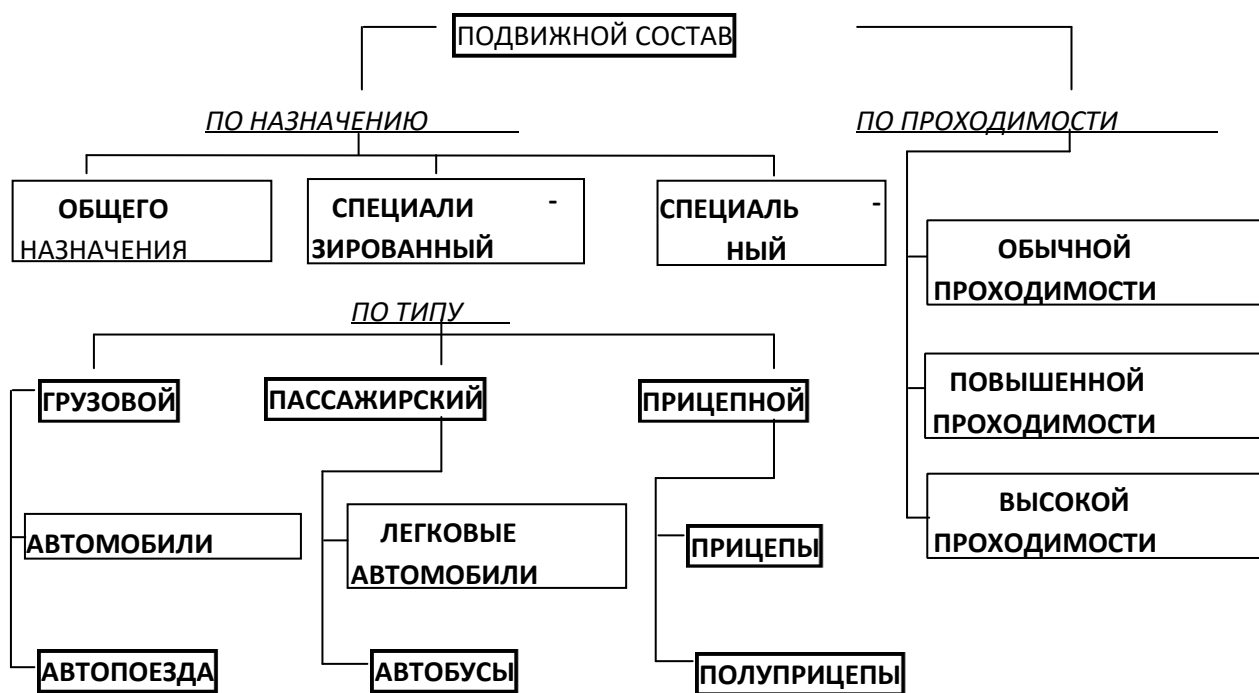 ПОДВИЖНОЙ СОСТАВ
ПО НАЗНАЧЕНИЮ
ПО ПРОХОДИМОСТИ
ОБЩЕГО
НАЗНАЧЕНИЯ
СПЕЦИАЛИ -
ЗИРОВАННЫЙ
СПЕЦИАЛЬ -
НЫЙ
ОБЫЧНОЙ
ПРОХОДИМОСТИ
ПО ТИПУ
ГРУЗОВОЙ
ПАССАЖИРСКИЙ
ПРИЦЕПНОЙ
ПОВЫШЕННОЙ
ПРОХОДИМОСТИ
АВТОМОБИЛИ
ЛЕГКОВЫЕ
АВТОМОБИЛИ
ПРИЦЕПЫ
ВЫСОКОЙ
ПРОХОДИМОСТИ
АВТОПОЕЗДА
АВТОБУСЫ
ПОЛУПРИЦЕПЫ